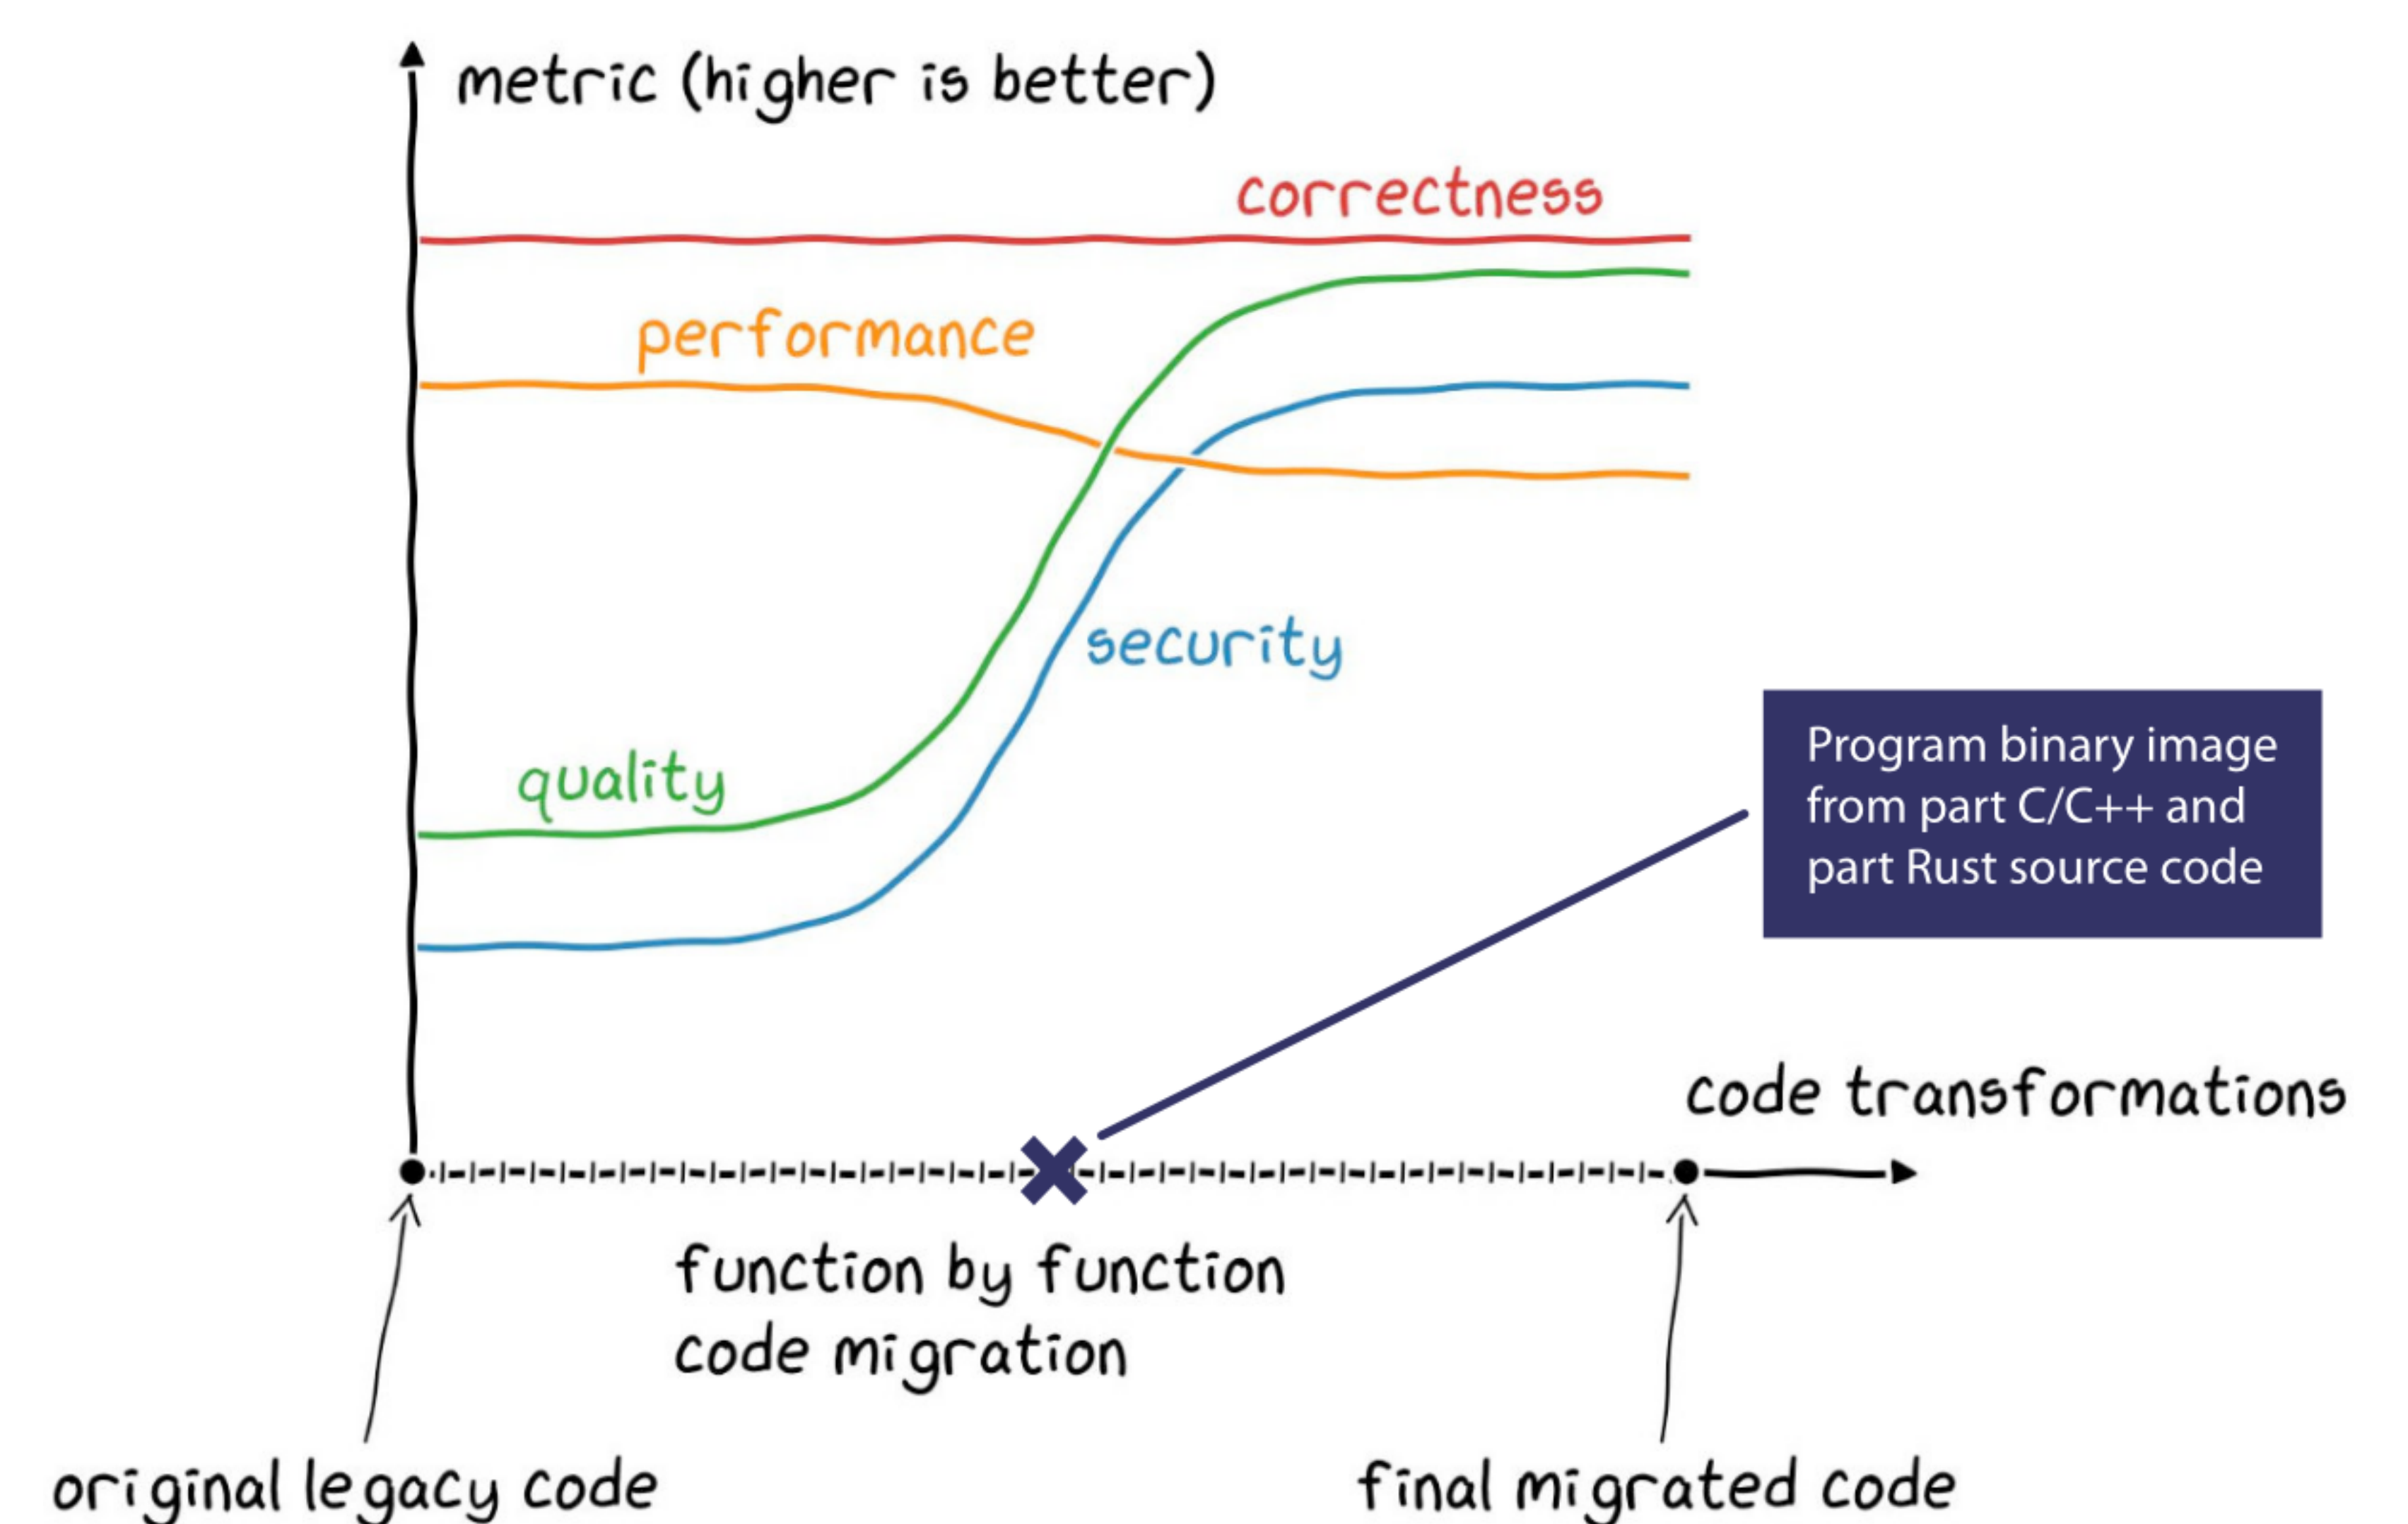 metric (higher is better)
correctness
performance
security
quality
Program binary image
from part C/C++ and
part Rust source code
code transformations
function by function
code migration
original legacy code
final migrated code